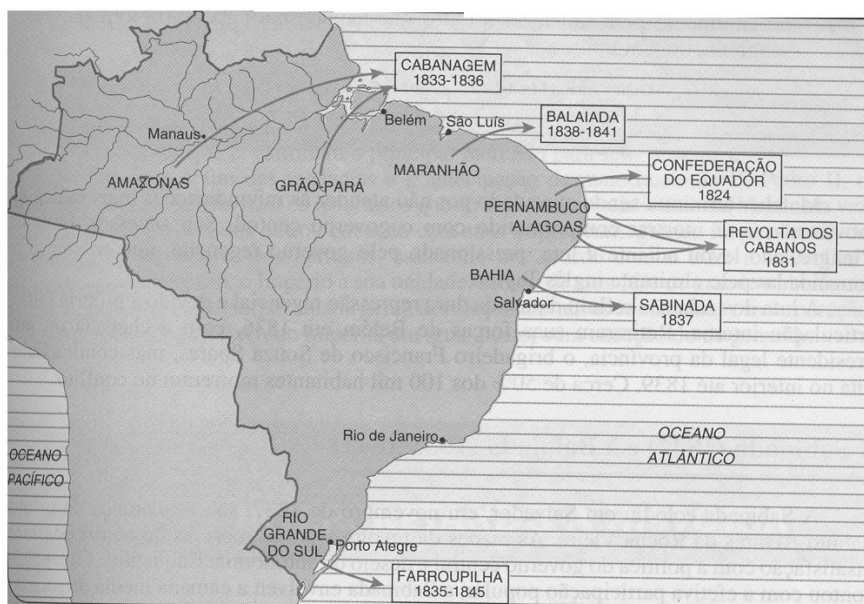 CABANAGEM
1833-1836
Manaus
Belém
São Luís
BALAIADA
1838-1841
AMAZONAS
GRÃO-PARÁ
MARANHÃO
CONFEDERAÇÃO
DO EQUADOR
1824
PERNAMBUCO
ALAGOAS
REVOLTA DOS
CABANOS
1831
BAHIA
Salvador
SABINADA
1837
Rio de Janeiro
OCEANO
ATLÂNTICO
OCEANO
PACÍFICO
RIO
GRANDE
DO SUL
Porto Alegre
FARROUPILHA
1835-1845